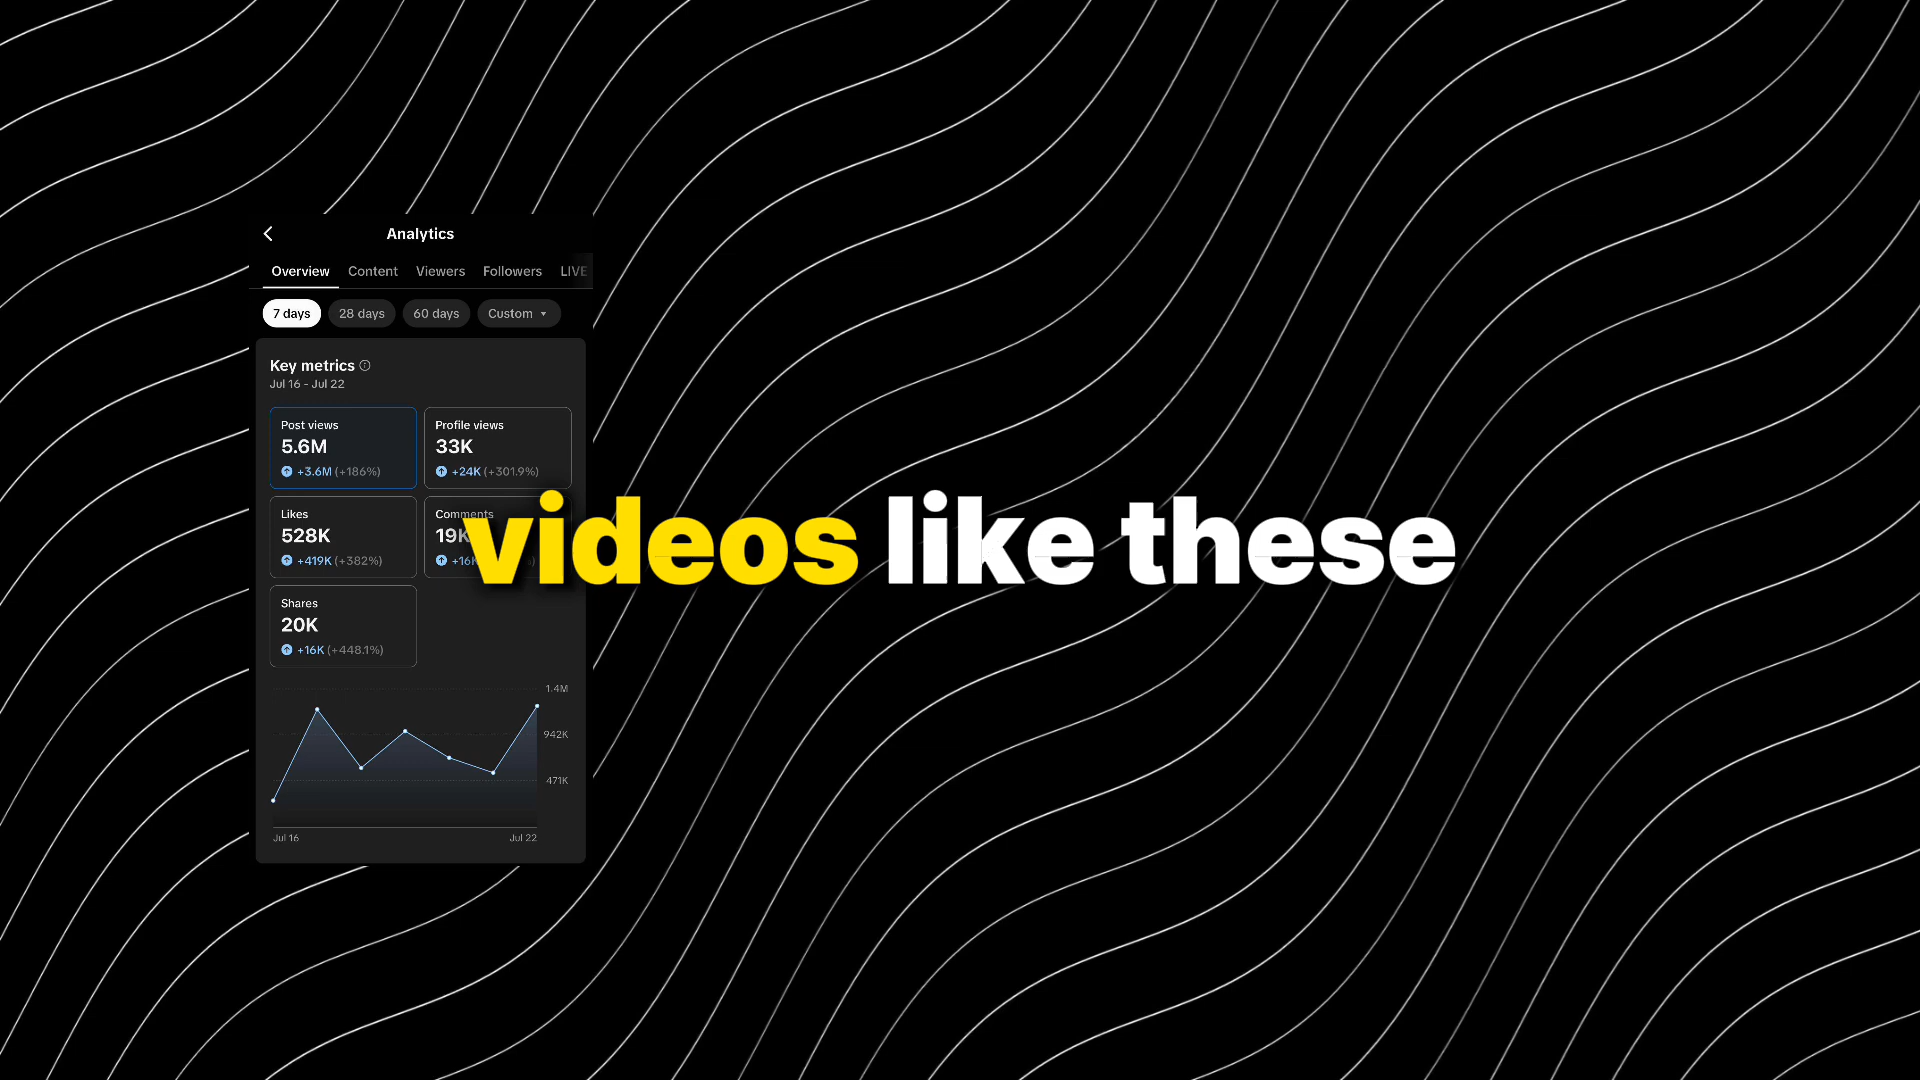 Analytics
Overview Content Viewers Followers LIVE
7 days 28 days 60 days Custom
Key metrics
Jul 16 - Jul 22
Post views
5.6M
+3.6M (+186%)
Profile views
33K
+24K (+301.9%)
Likes
528K
+419K (+382%)
Comments
19K
+16K
videos like these
Shares
20K
+16K (+448.1%)
1.4M
942K
471K
Jul 16 Jul 22